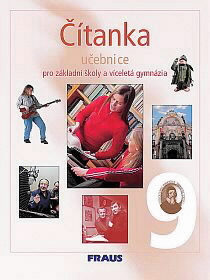 Čítanka
učebnice
pro základní školy a víceletá gymnázia
9
FRAUS